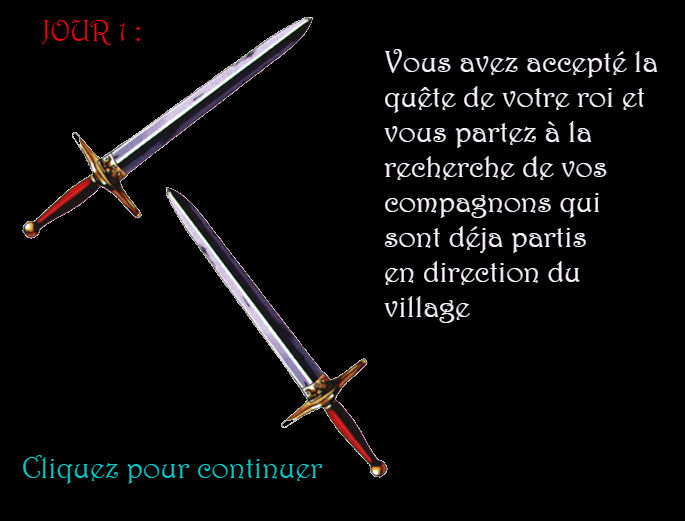 JOUR 1 :
Vous avez accepté la
quête de votre roi et
vous partez à la
recherche de vos
compagnons qui
sont déja partis
en direction du
village
Cliquez pour continuer